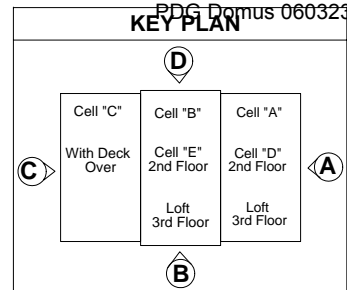 PDG Domus 060323
KEY PLAN
D
Cell "C"
With Deck
Over
Cell "B"
Cell "E"
2nd Floor
Loft
3rd Floor
Cell "A"
Cell "D"
2nd Floor
Loft
3rd Floor
C
A
B